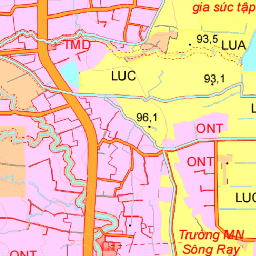 gia súc tập
93,5
TMD
LUA
LUC
93,1
96,1
ONT
ONT
LUC
Trường MN
Sông Ray
ONT